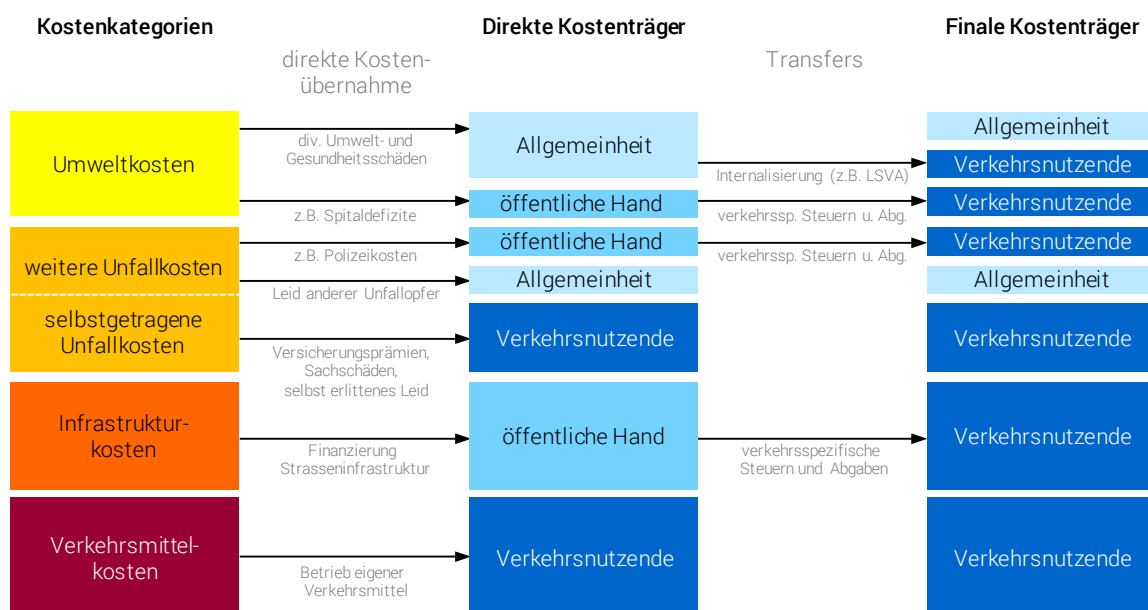 Kostenkategorien
Direkte Kostenträger
Finale Kostenträger
direkte Kosten-
übernahme
Transfers
Umweltkosten
div. Umwelt- und
Gesundheitsschäden
Allgemeinheit
Internalisierung (z.B. LSVA)
Allgemeinheit
Verkehrsnutzende
z.B. Spitaldefizite
öffentliche Hand
verkehrssp. Steuern u. Abg.
Verkehrsnutzende
weitere Unfallkosten
z.B. Polizeikosten
öffentliche Hand
verkehrssp. Steuern u. Abg.
Verkehrsnutzende
Leid anderer Unfallopfer
Allgemeinheit
Allgemeinheit
selbstgetragene
Unfallkosten
Versicherungsprämien,
Sachschäden,
selbst erlittenes Leid
Verkehrsnutzende
Verkehrsnutzende
Infrastruktur-
kosten
Finanzierung
Strasseninfrastruktur
öffentliche Hand
verkehrsspezifische
Steuern und Abgaben
Verkehrsnutzende
Verkehrsmittel-
kosten
Betrieb eigener
Verkehrsmittel
Verkehrsnutzende
Verkehrsnutzende